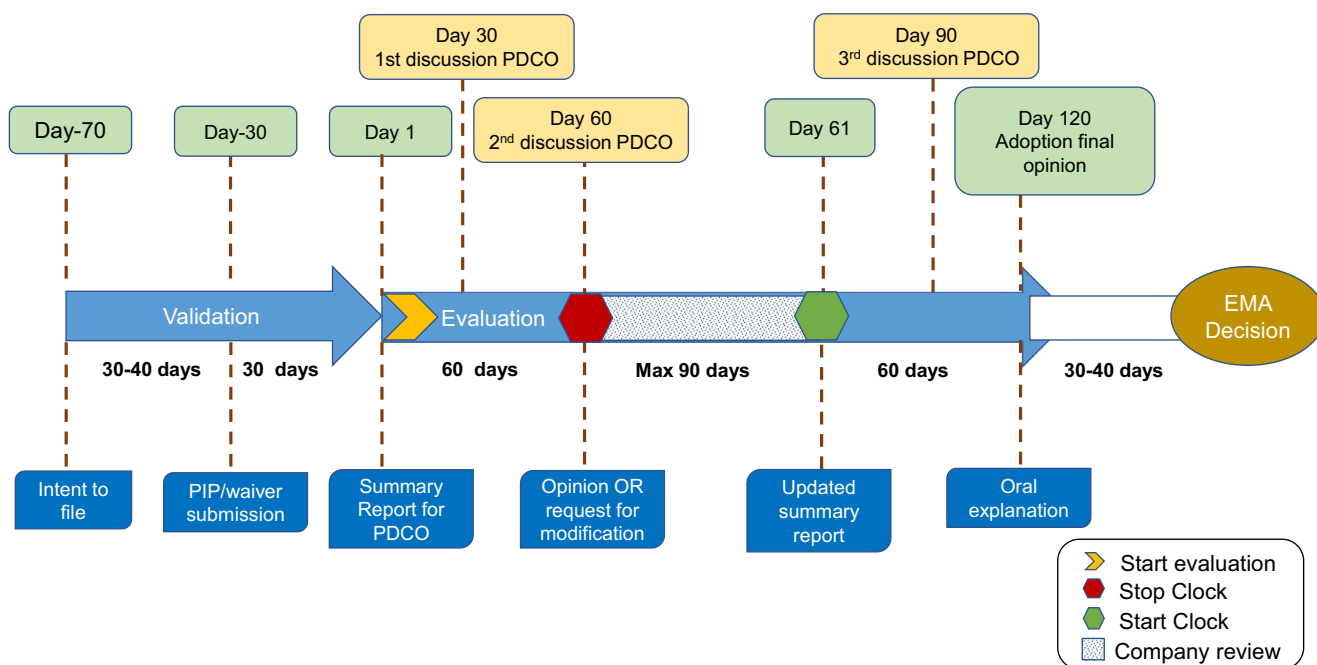 Day 30
1st discussion PDCO
Day 90
3rd discussion PDCO
Day-70
Day-30
Day 1
Day 60
2nd discussion PDCO
Day 61
Day 120
Adoption final
opinion
Validation
Evaluation
EMA
Decision
30-40 days
30 days
60 days
Max 90 days
60 days
30-40 days
Intent to
file
PIP/waiver
submission
Summary
Report for
PDCO
Opinion OR
request for
modification
Updated
summary
report
Oral
explanation
Start evaluation
Stop Clock
Start Clock
Company review